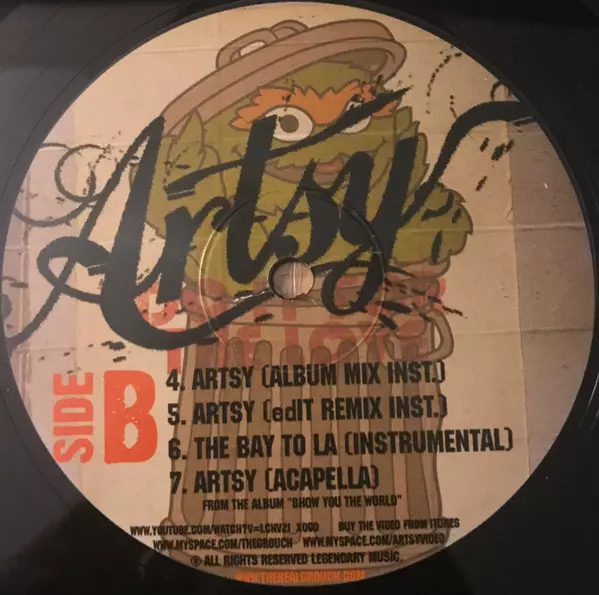 Artsy
SIDE B
4. ARTSY (ALBUM MIX INST.)
5. ARTSY (edIT REMIX INST.)
6. THE BAY TO LA (INSTRUMENTAL)
7. ARTSY (ACAPELLA)
FROM THE ALBUM "SHOW YOU THE WORLD"
BUY THE VIDEO FROM ITUNES
WWW.MYSPACE.COM/THEGROUCH WWW.MYSPACE.COM/ARTSYVIDEO
℗ ALL RIGHTS RESERVED LEGENDARY MUSIC.
WWW.THEREALGROUCH.COM